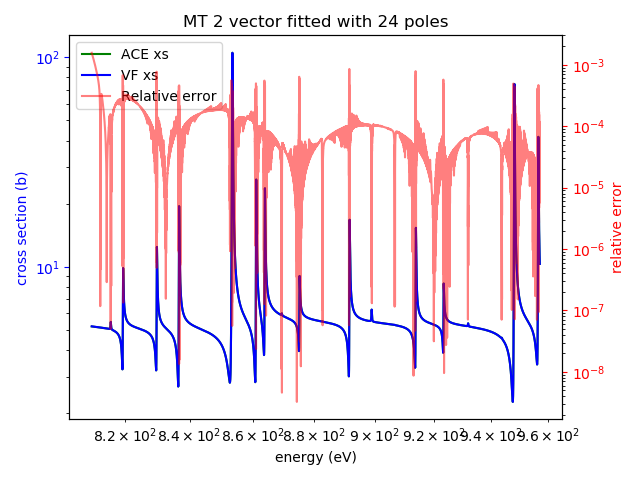 MT 2 vector fitted with 24 poles
ACE xs
VF xs
Relative error
10²
10¹
cross section (b)
10⁻³
10⁻⁴
10⁻⁵
10⁻⁶
10⁻⁷
10⁻⁸
relative error
8.2 × 10² 8.4 × 10² 8.6 × 10² 8.8 × 10² 9 × 10² 9.2 × 10² 9.4 × 10² 9.6 × 10²
energy (eV)